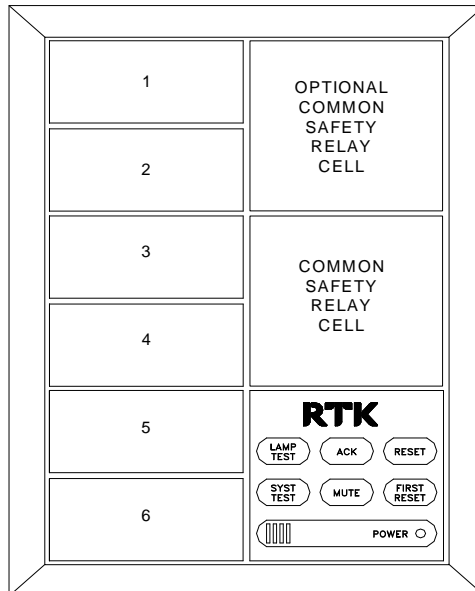 1
2
3
4
5
6
OPTIONAL
COMMON
SAFETY
RELAY
CELL
COMMON
SAFETY
RELAY
CELL
RTK
LAMP
TEST
ACK
RESET
SYST
TEST
MUTE
FIRST
RESET
POWER